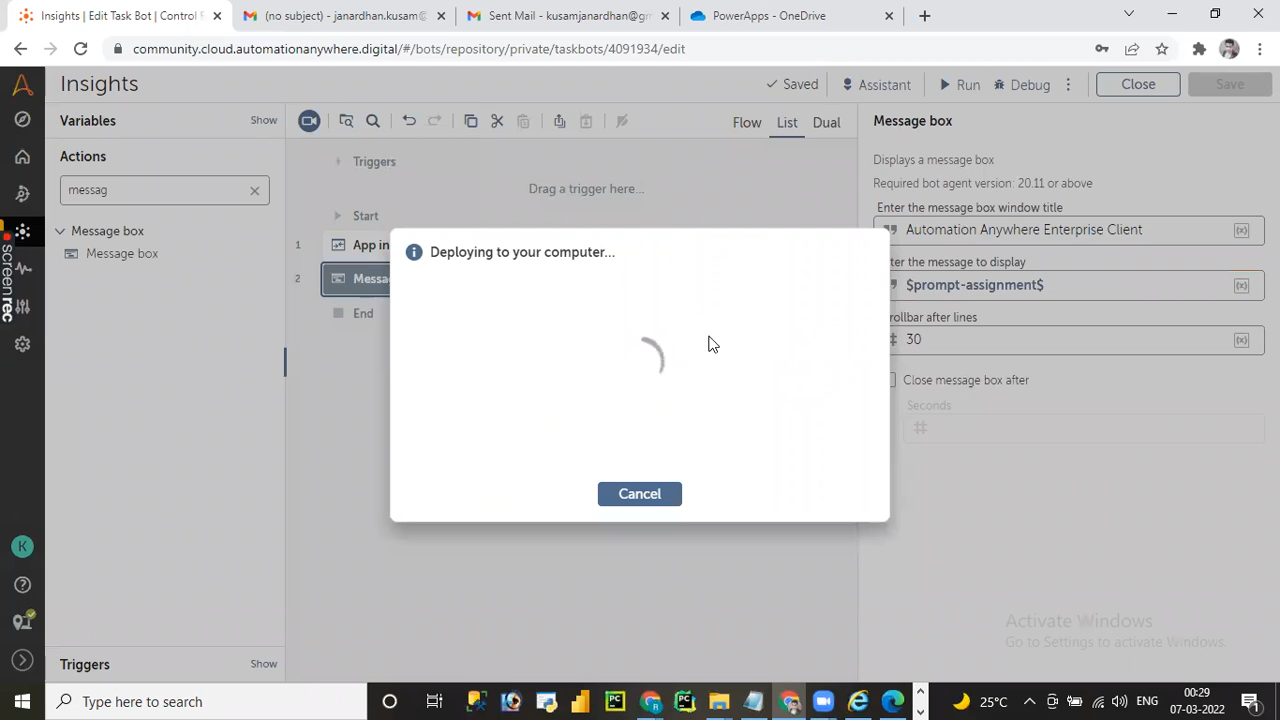 Insights | Edit Task Bot | Control R
(no subject) - janardhan.kusam@
Sent Mail - kusamjanardhan@gm
PowerApps - OneDrive
community.cloud.automationanywhere.digital/#/bots/repository/private/taskbots/4091934/edit
Insights
Saved
Assistant
Run
Debug
Close
Save
Variables
Show
Flow
List
Dual
Message box
Actions
messag
Message box
Message box
Triggers
Drag a trigger here...
Start
1
App in
2
Messa
End
Deploying to your computer...
Cancel
Displays a message box
Required bot agent version: 20.11 or above
Enter the message box window title
Automation Anywhere Enterprise Client
ter the message to display
$prompt-assignment$
rollbar after lines
30
Close message box after
Seconds
screenrec
K
Activate Windows
Go to Settings to activate Windows.
Triggers
Show
Type here to search
25°C
ENG
00:29
07-03-2022
1